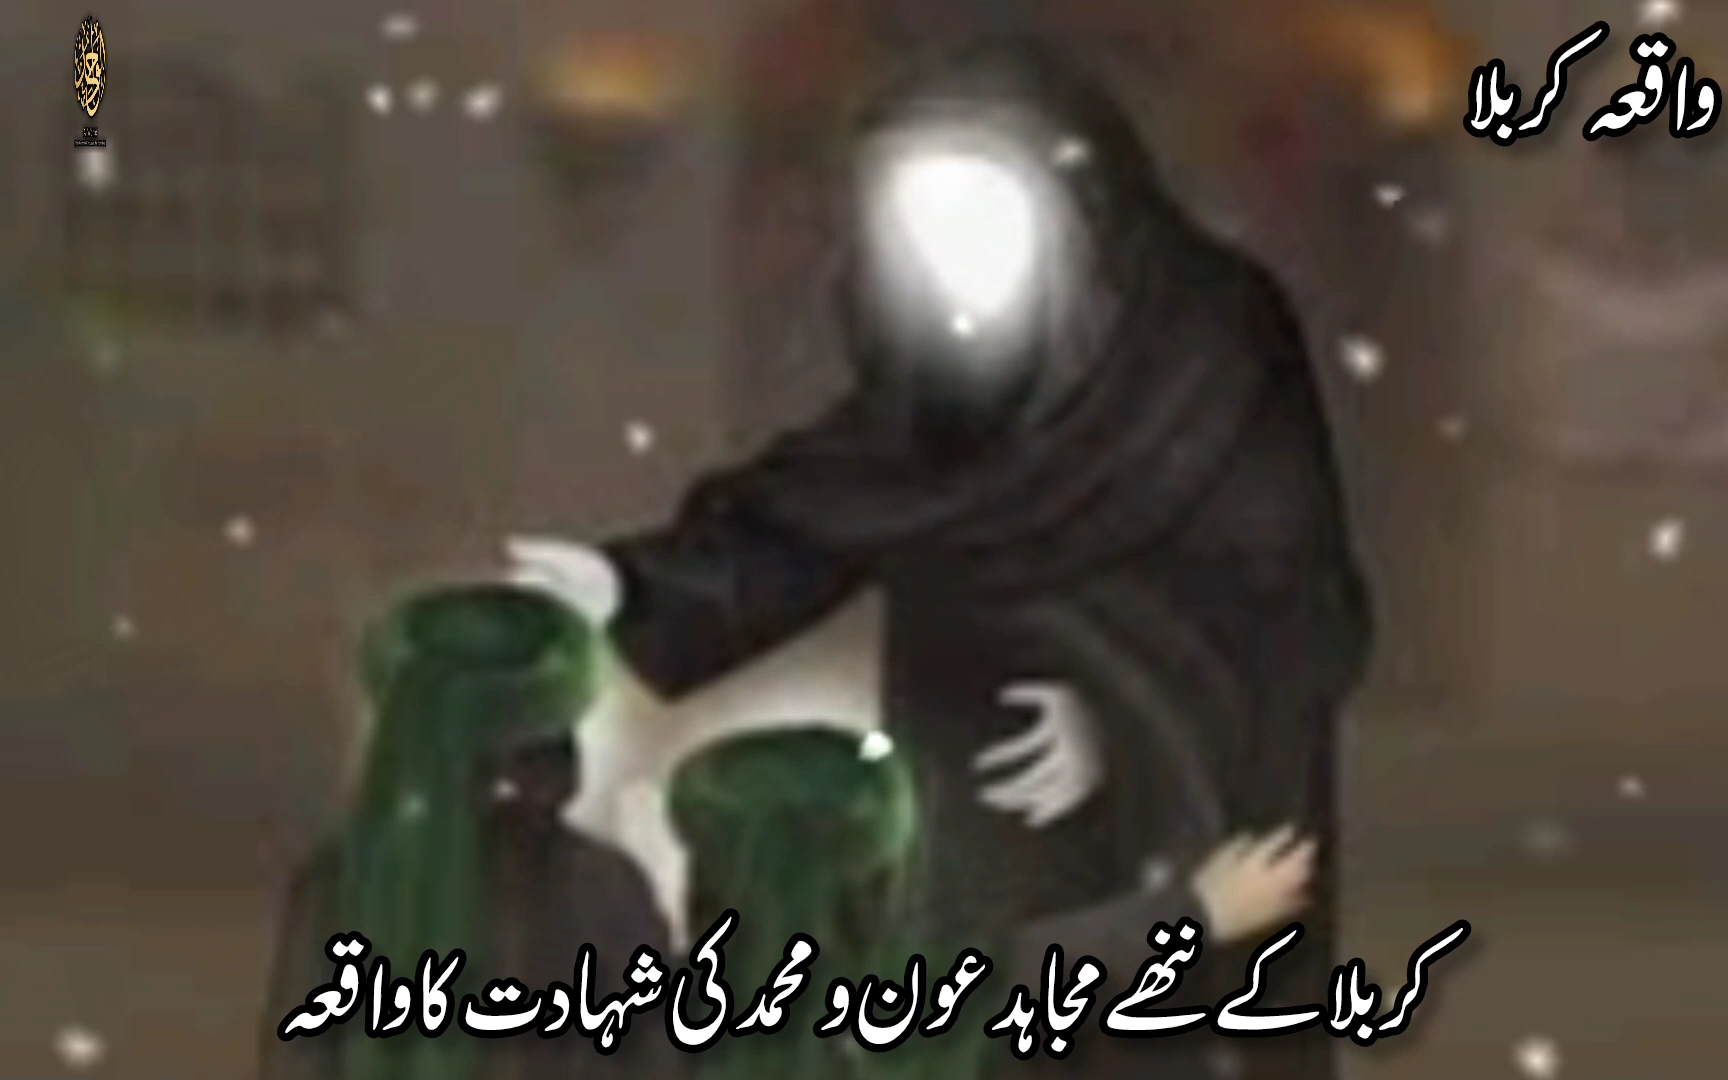 واقعہ کربلا
کربلا کے ننھے مجاہد عون و محمد کی شہادت کا واقعہ